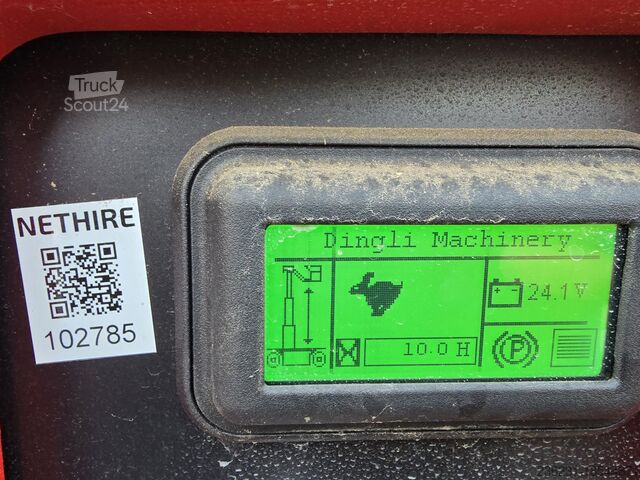 Truck
Scout24
NETHIRE
102785
Dingli Machinery
24.1V
10.0 H
P